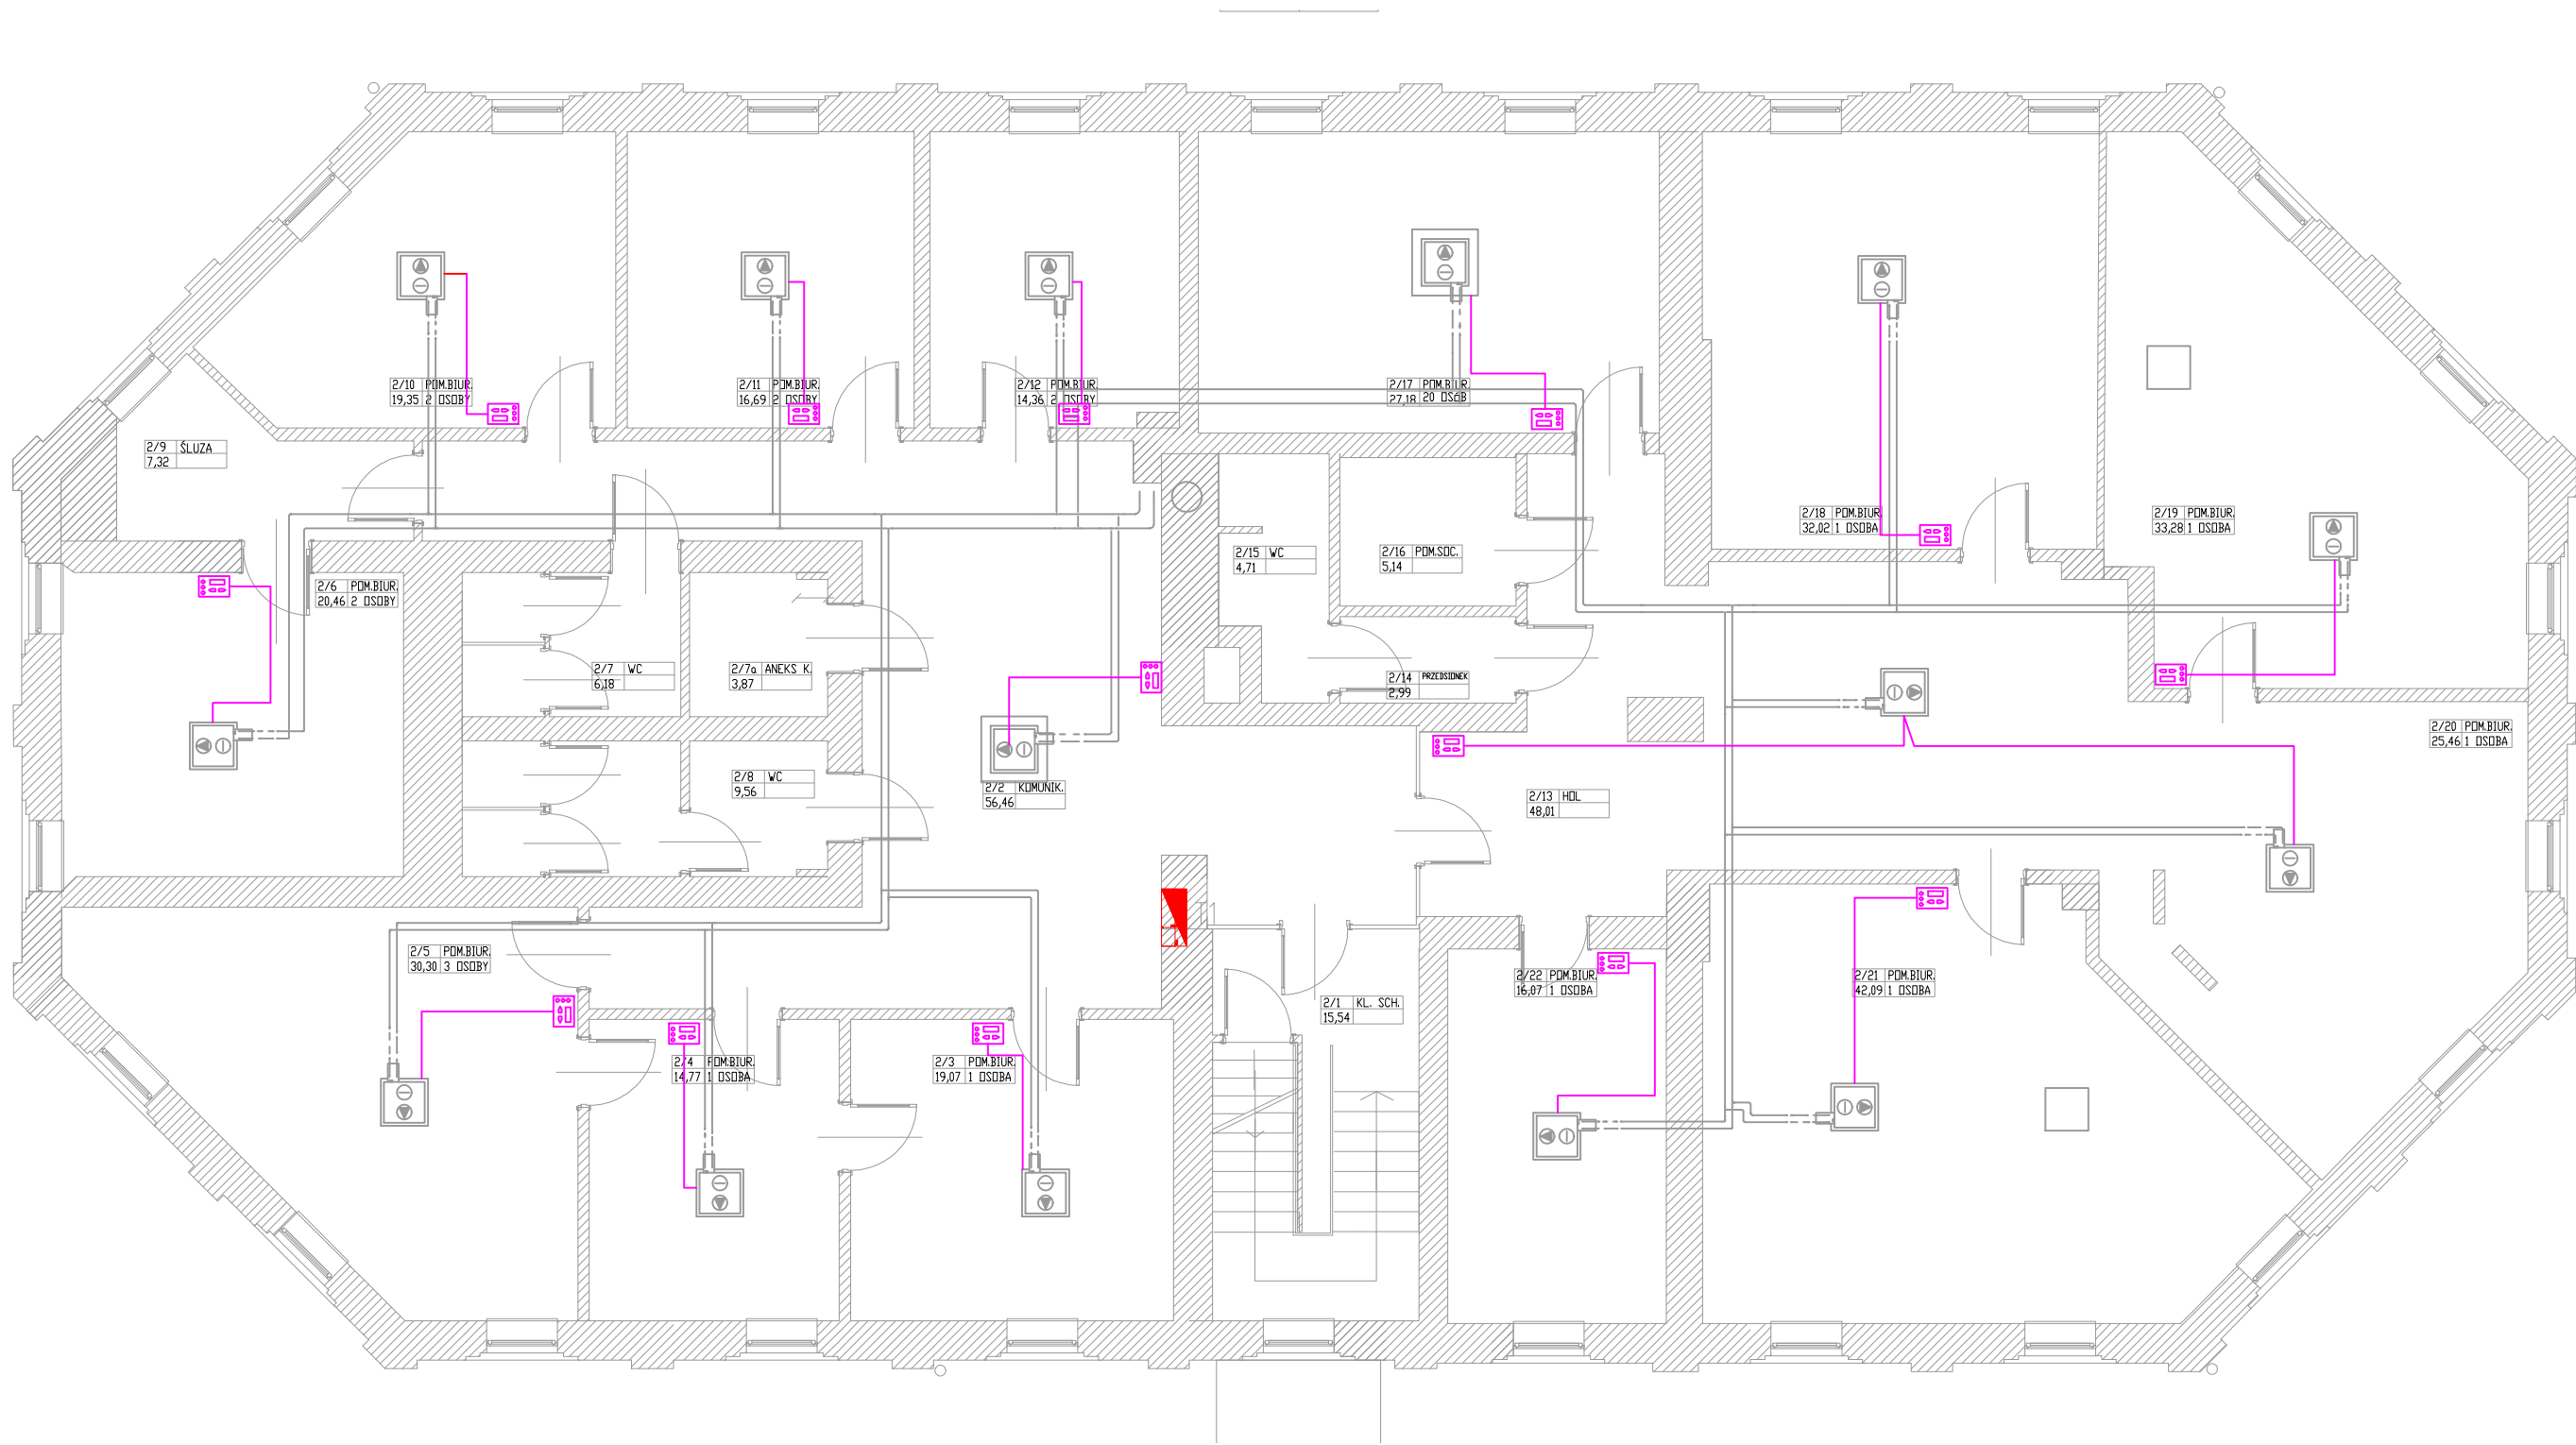 2/10 POM.BIUR.
19,35 2 OSOBY
2/11 POM.BIUR.
16,69 2 OSOBY
2/12 POM.BIUR.
14,36 2 OSOBY
2/17 POM.BIUR.
27,18 20 OSÓB
2/9 ŚLUZA
7,32
2/18 POM.BIUR.
32,02 1 OSOBA
2/19 POM.BIUR.
33,28 1 OSOBA
2/15 WC
4,71
2/16 POM.SOC.
5,14
2/6 POM.BIUR.
20,46 2 OSOBY
2/7 WC
6,18
2/7a ANEKS K.
3,87
2/14 PRZEDSIONEK
2,99
2/20 POM.BIUR.
25,46 1 OSOBA
2/8 WC
9,56
2/2 KOMUNIK.
56,46
2/13 HOL
48,01
2/5 POM.BIUR.
30,30 3 OSOBY
2/22 POM.BIUR.
16,07 1 OSOBA
2/21 POM.BIUR.
42,09 1 OSOBA
2/1 KL. SCH.
15,54
2/4 POM.BIUR.
14,77 1 OSOBA
2/3 POM.BIUR.
19,07 1 OSOBA